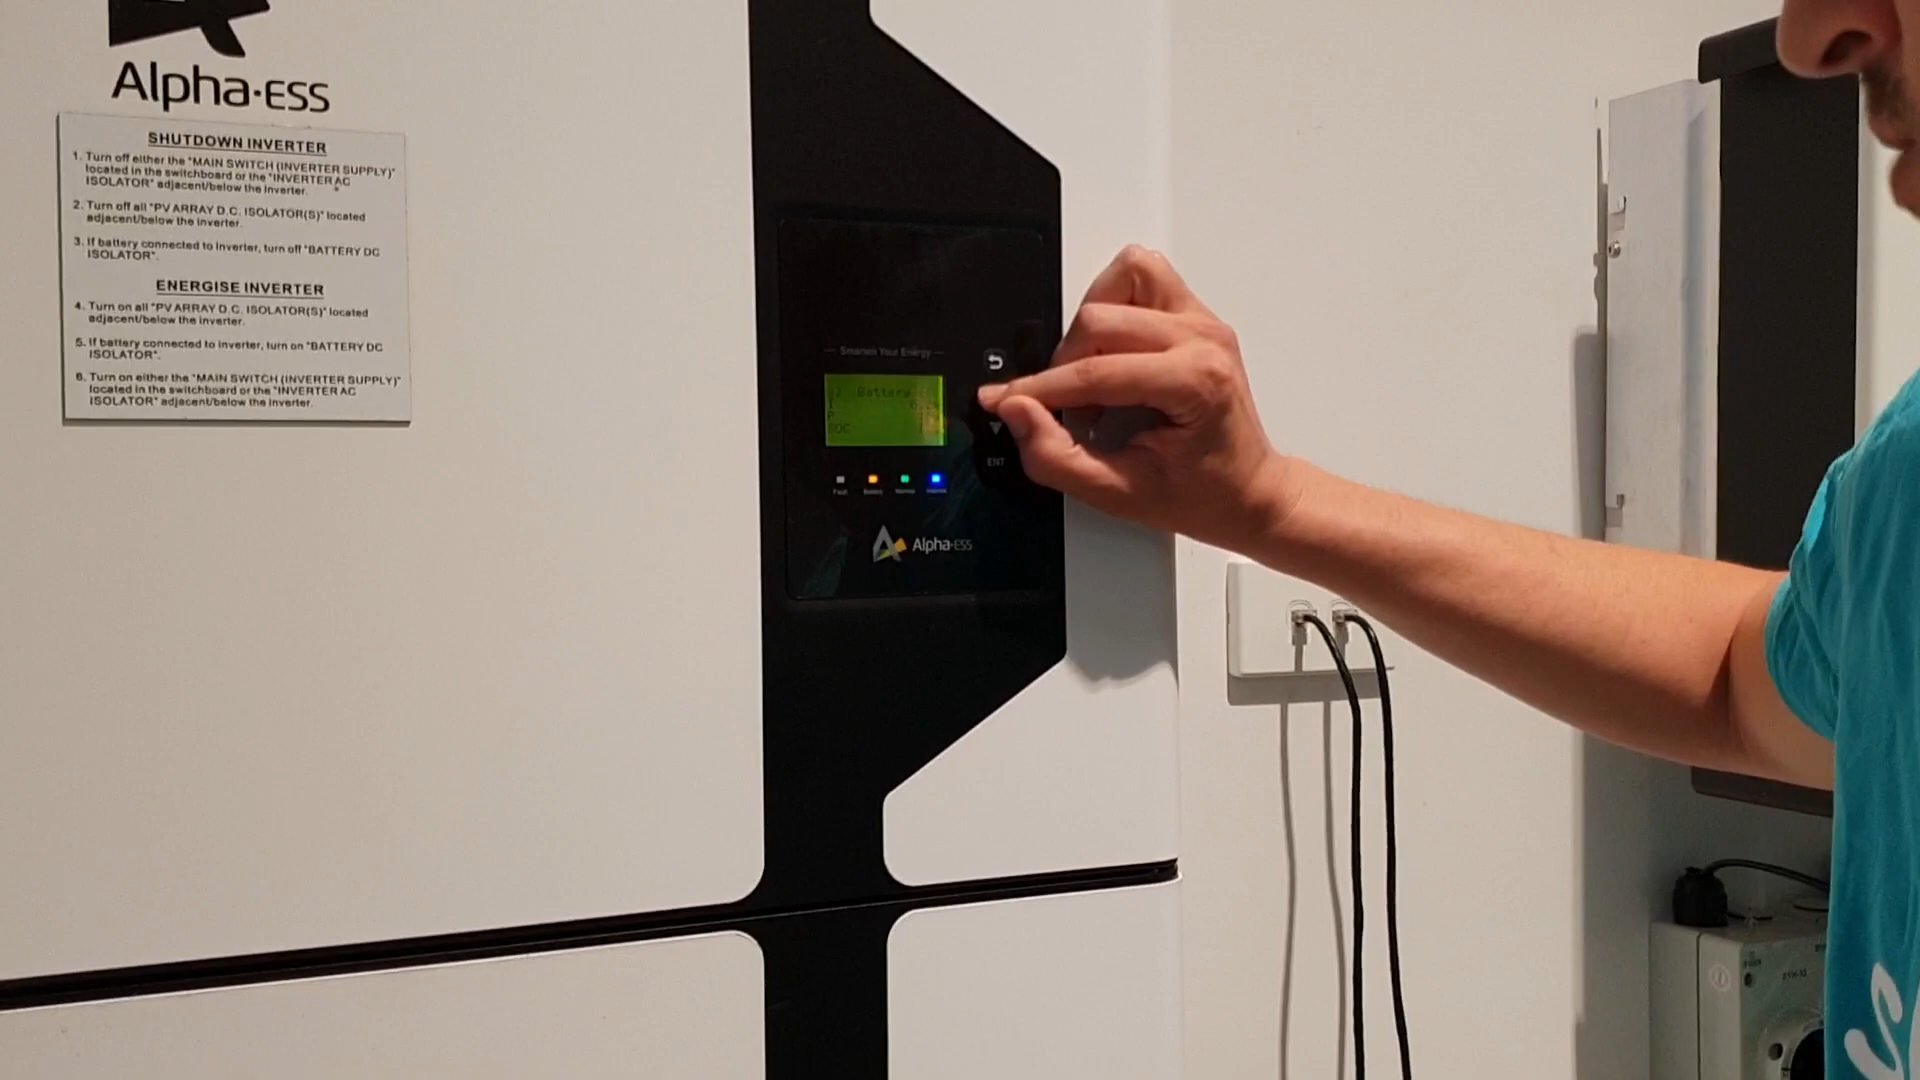 Alpha·ESS
SHUTDOWN INVERTER
1. Turn off either the "MAIN SWITCH (INVERTER SUPPLY)"
located in the switchboard or the "INVERTER AC
ISOLATOR" adjacent/below the inverter.
2. Turn off all "PV ARRAY D.C. ISOLATOR(S)" located
adjacent/below the inverter.
3. If battery connected to inverter, turn off "BATTERY DC
ISOLATOR".
ENERGISE INVERTER
4. Turn on all "PV ARRAY D.C. ISOLATOR(S)" located
adjacent/below the inverter.
5. If battery connected to inverter, turn on "BATTERY DC
ISOLATOR".
6. Turn on either the "MAIN SWITCH (INVERTER SUPPLY)"
located in the switchboard or the "INVERTER AC
ISOLATOR" adjacent/below the inverter.
Smarten Your Energy
Battery
I
P
SOC
ENT
Fault Battery Normal
Alpha·ESS